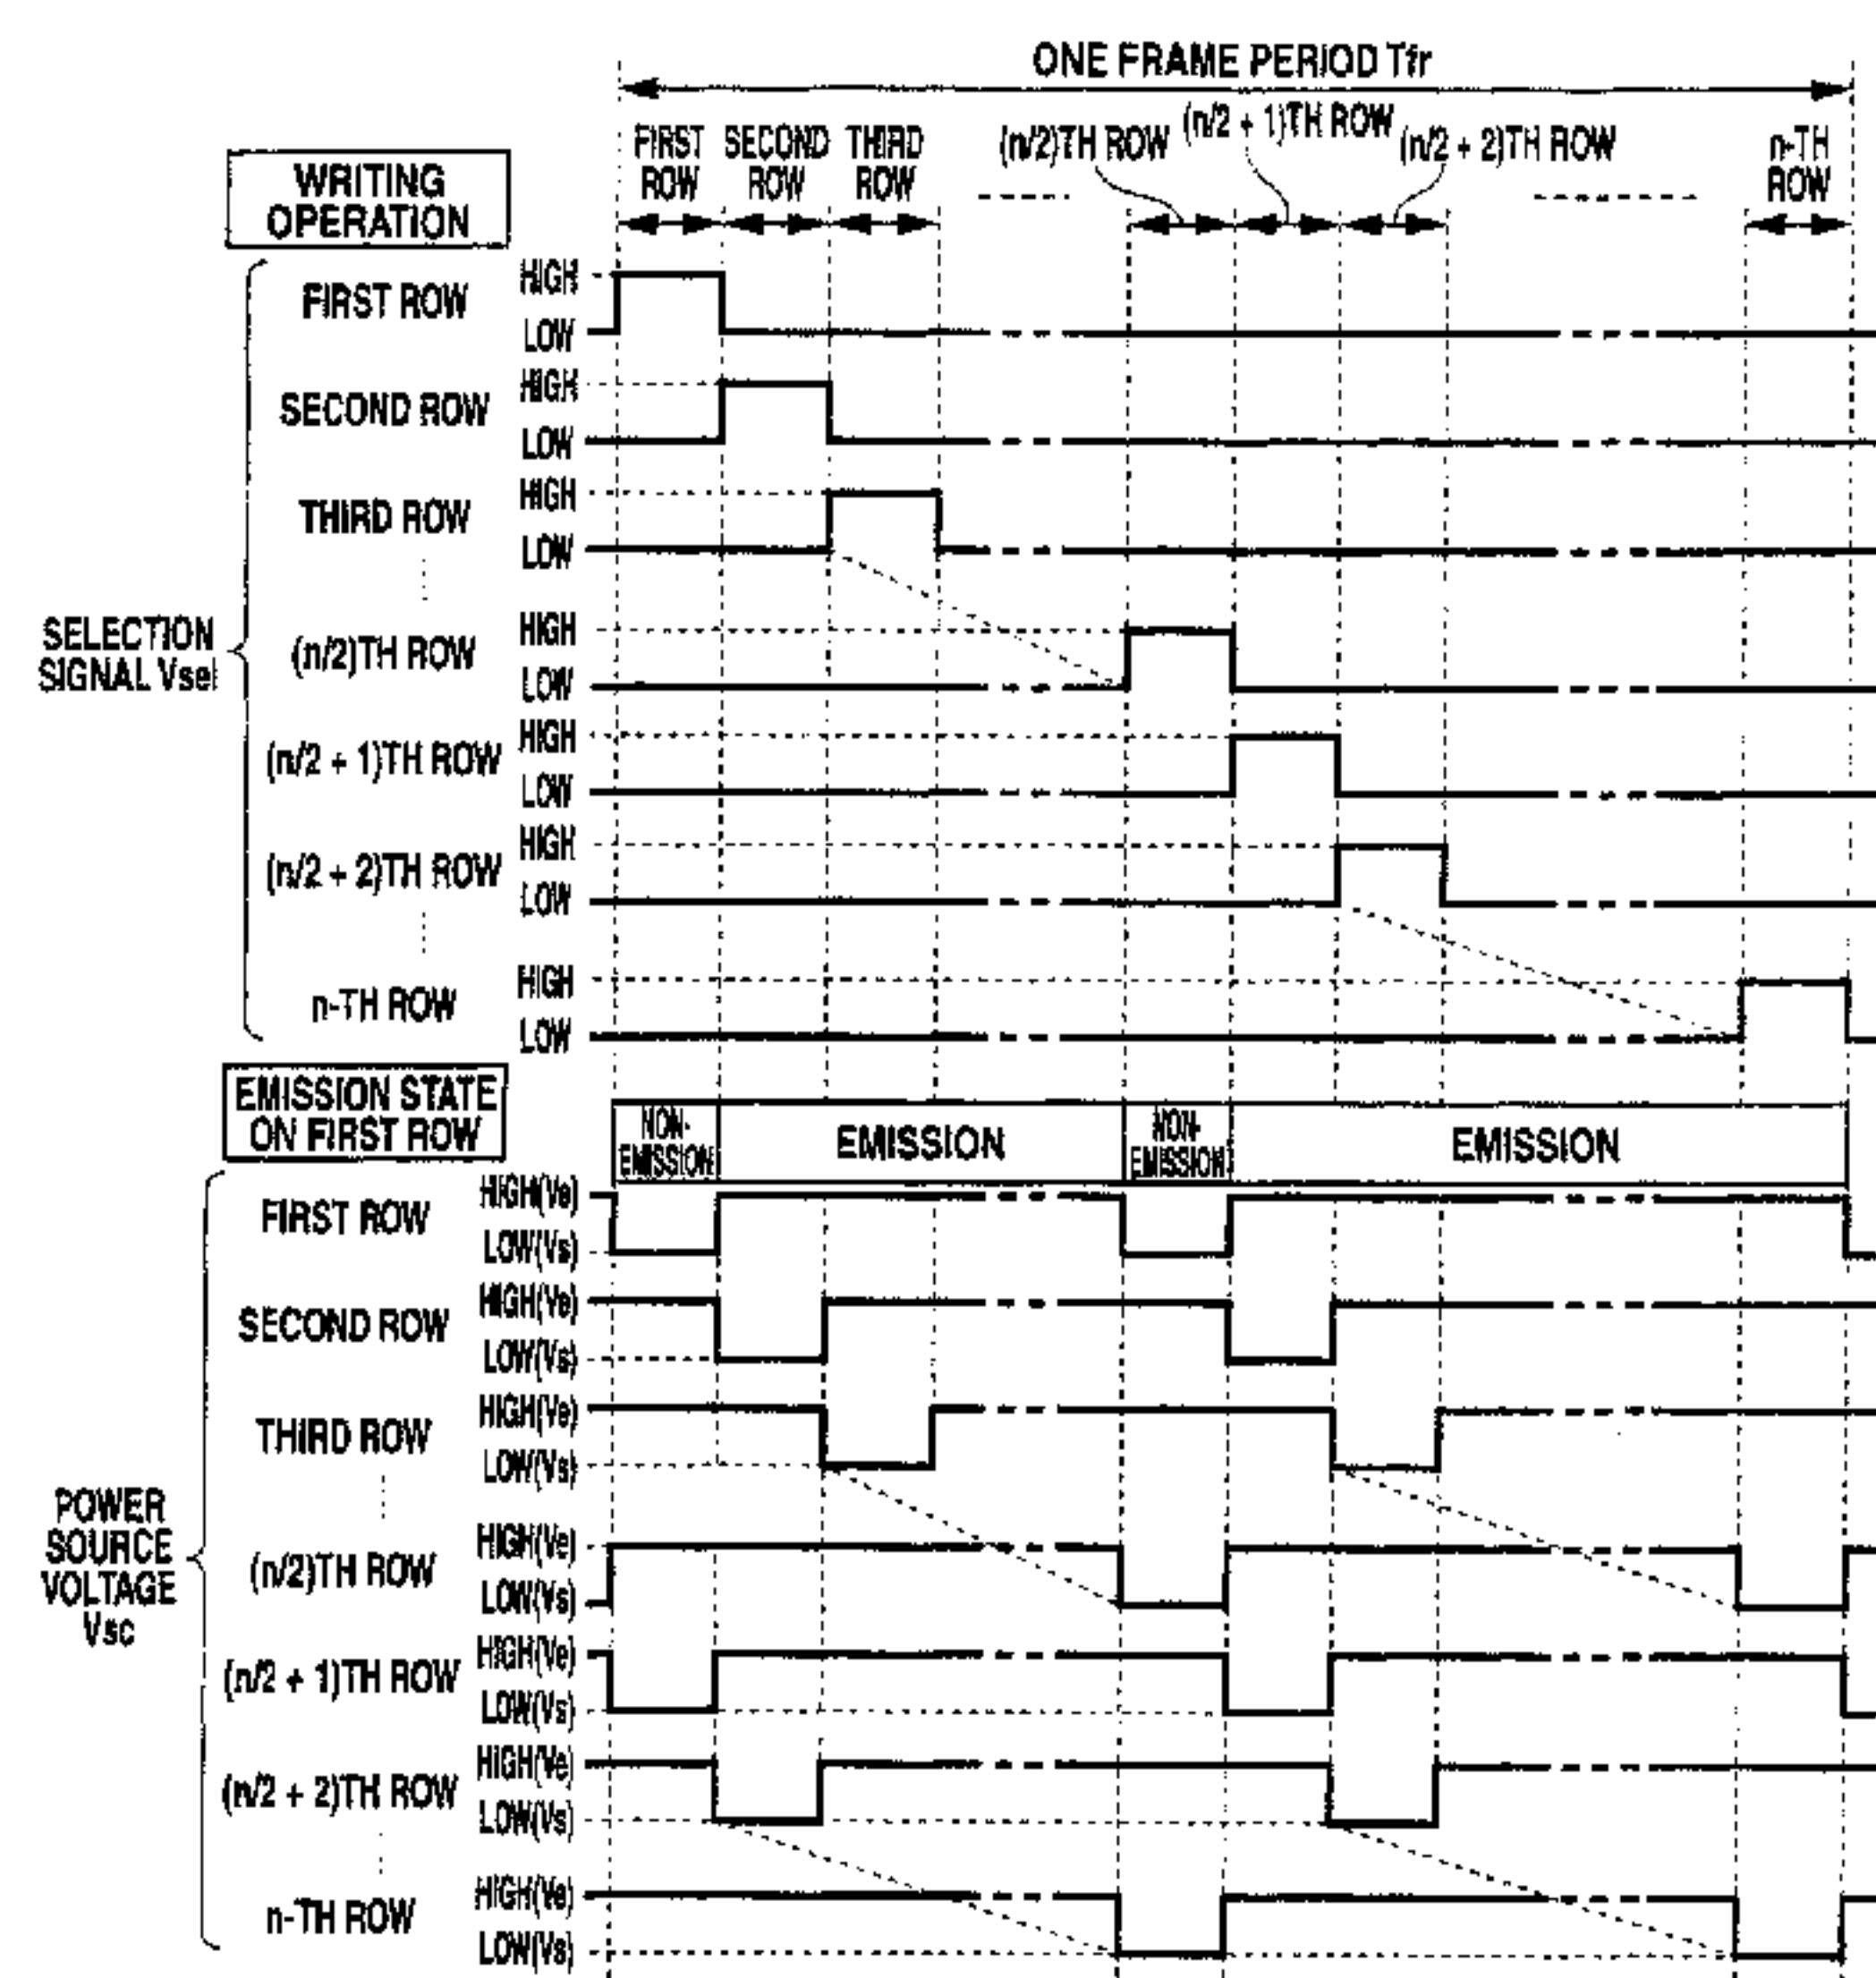 ONE FRAME PERIOD Tfr
FIRST ROW
SECOND ROW
THIRD ROW
(n/2)TH ROW
(n/2 + 1)TH ROW
(n/2 + 2)TH ROW
n-TH ROW
WRITING
OPERATION
SELECTION
SIGNAL Vsel
FIRST ROW
HIGH
LOW
SECOND ROW
HIGH
LOW
THIRD ROW
HIGH
LOW
(n/2)TH ROW
HIGH
LOW
(n/2 + 1)TH ROW
HIGH
LOW
(n/2 + 2)TH ROW
HIGH
LOW
n-TH ROW
HIGH
LOW
EMISSION STATE
ON FIRST ROW
NON-
EMISSION
EMISSION
NON-
EMISSION
EMISSION
POWER
SOURCE
VOLTAGE
Vsc
FIRST ROW
HIGH(Ve)
LOW(Vs)
SECOND ROW
HIGH(Ve)
LOW(Vs)
THIRD ROW
HIGH(Ve)
LOW(Vs)
(n/2)TH ROW
HIGH(Ve)
LOW(Vs)
(n/2 + 1)TH ROW
HIGH(Ve)
LOW(Vs)
(n/2 + 2)TH ROW
HIGH(Ve)
LOW(Vs)
n-TH ROW
HIGH(Ve)
LOW(Vs)